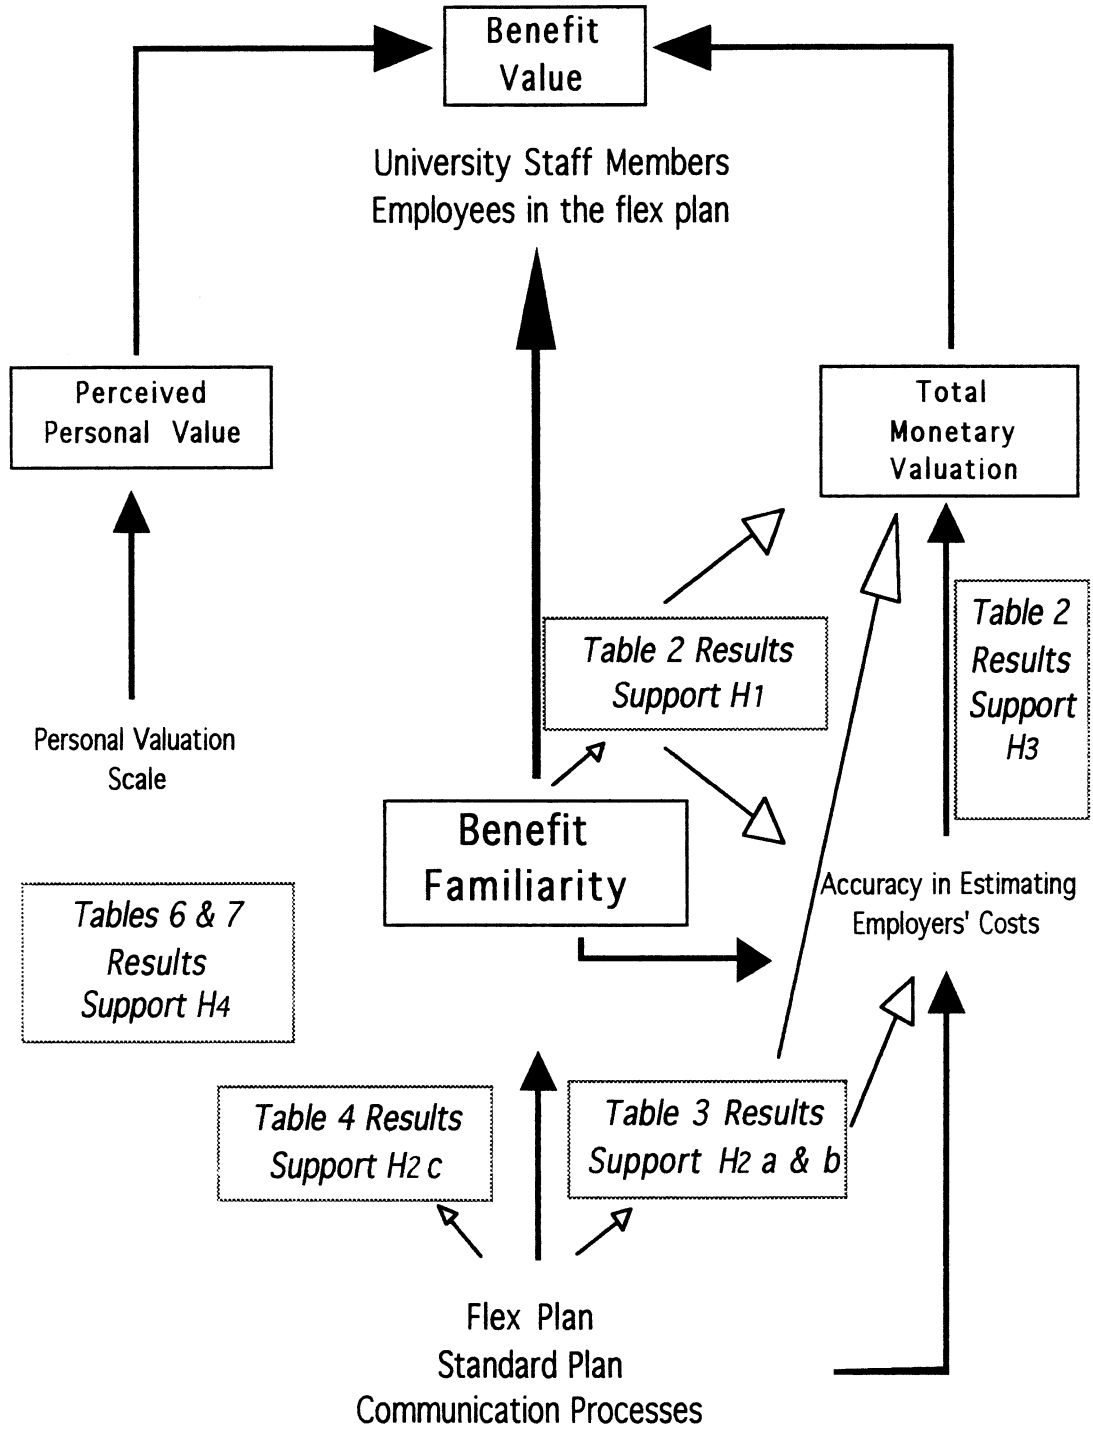 Benefit
Value
University Staff Members
Employees in the flex plan
Perceived
Personal Value
Total
Monetary
Valuation
Table 2 Results
Support H1
Table 2
Results
Support
H3
Personal Valuation
Scale
Benefit
Familiarity
Accuracy in Estimating
Employers' Costs
Tables 6 & 7
Results
Support H4
Table 4 Results
Support H2 c
Table 3 Results
Support H2 a & b
Flex Plan
Standard Plan
Communication Processes